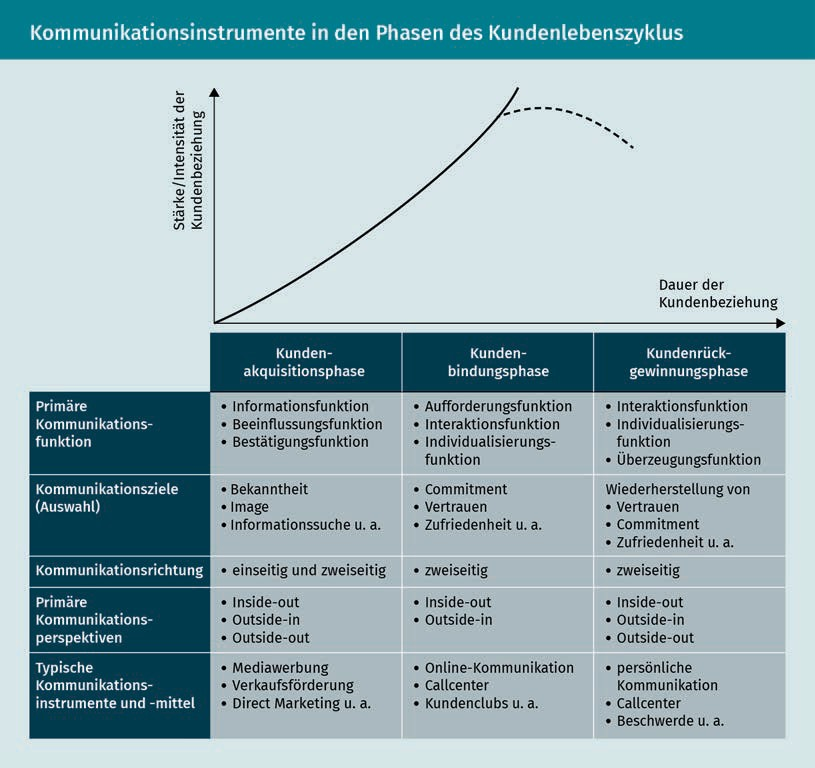 Kommunikationsinstrumente in den Phasen des Kundenlebenszyklus
Stärke/Intensität der
Kundenbeziehung
Dauer der
Kundenbeziehung
Kunden-
akquisitionsphase
Kunden-
bindungsphase
Kundenrück-
gewinnungsphase
Primäre
Kommunikations-
funktion
• Informationsfunktion
• Beeinflussungsfunktion
• Bestätigungsfunktion
• Aufforderungsfunktion
• Interaktionsfunktion
• Individualisierungs-
funktion
• Interaktionsfunktion
• Individualisierungs-
funktion
• Überzeugungsfunktion
Kommunikationsziele
(Auswahl)
• Bekanntheit
• Image
• Informationssuche u. a.
• Commitment
• Vertrauen
• Zufriedenheit u. a.
Wiederherstellung von
• Vertrauen
• Commitment
• Zufriedenheit u. a.
Kommunikationsrichtung
• einseitig und zweiseitig
• zweiseitig
• zweiseitig
Primäre
Kommunikations-
perspektiven
• Inside-out
• Outside-in
• Outside-out
• Inside-out
• Outside-in
• Inside-out
• Outside-in
• Outside-out
Typische
Kommunikations-
instrumente und -mittel
• Mediawerbung
• Verkaufsförderung
• Direct Marketing u. a.
• Online-Kommunikation
• Callcenter
• Kundenclubs u. a.
• persönliche
Kommunikation
• Callcenter
• Beschwerde u. a.